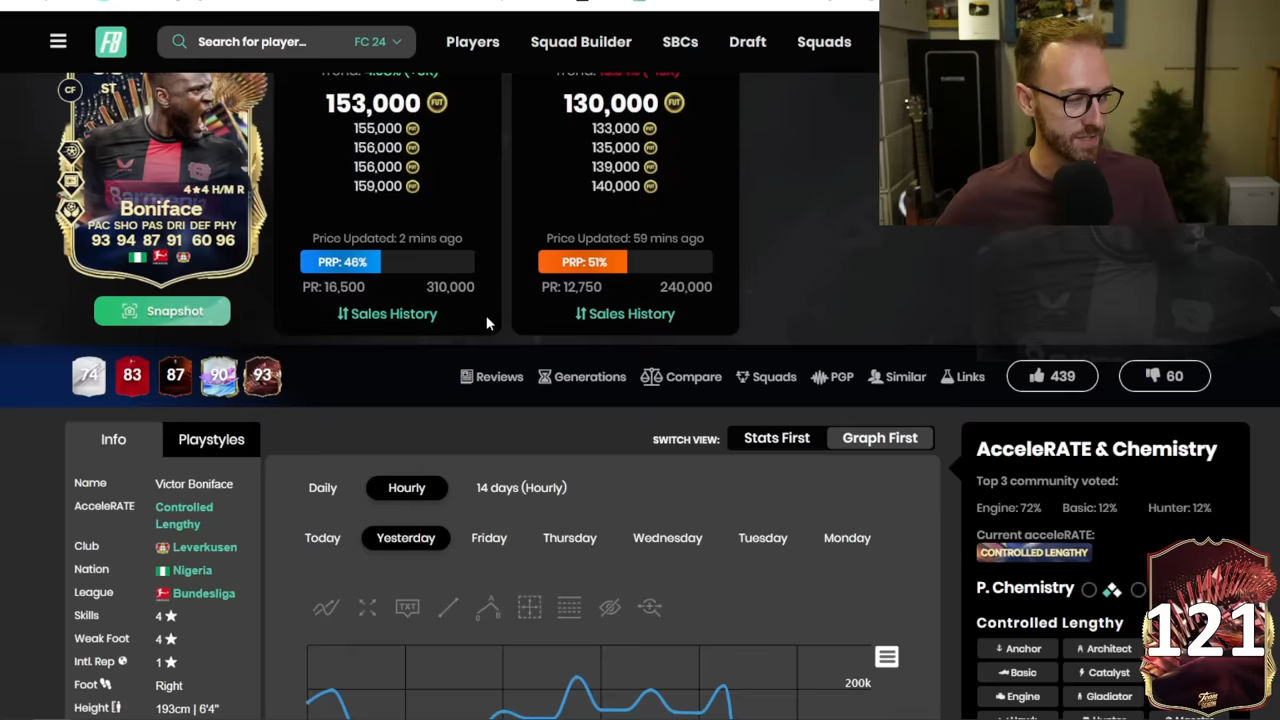 FB
Search for player...
FC 24
Players
Squad Builder
SBCs
Draft
Squads
CF
ST
4★4 H/M R
Boniface
PAC SHO PAS DRI DEF PHY
93 94 87 91 60 96
Snapshot
153,000
155,000
156,000
156,000
159,000
Price Updated: 2 mins ago
PRP: 46%
PR: 16,500
310,000
Sales History
130,000
133,000
135,000
139,000
140,000
Price Updated: 59 mins ago
PRP: 51%
PR: 12,750
240,000
Sales History
74
83
87
90
93
Reviews
Generations
Compare
Squads
PGP
Similar
Links
439
60
Info
Playstyles
SWITCH VIEW:
Stats First
Graph First
Name
Victor Boniface
AcceleRATE
Controlled
Lengthy
Club
Leverkusen
Nation
Nigeria
League
Bundesliga
Skills
4 ★
Weak Foot
4 ★
Intl. Rep
1 ★
Foot
Right
Height
193cm | 6'4"
Daily
Hourly
14 days (Hourly)
Today
Yesterday
Friday
Thursday
Wednesday
Tuesday
Monday
TXT
200k
AcceleRATE & Chemistry
Top 3 community voted:
Engine: 72%
Basic: 12%
Hunter: 12%
Current acceleRATE:
CONTROLLED LENGTHY
P. Chemistry
Controlled Lengthy
Anchor
Architect
Basic
Catalyst
Engine
Gladiator
121